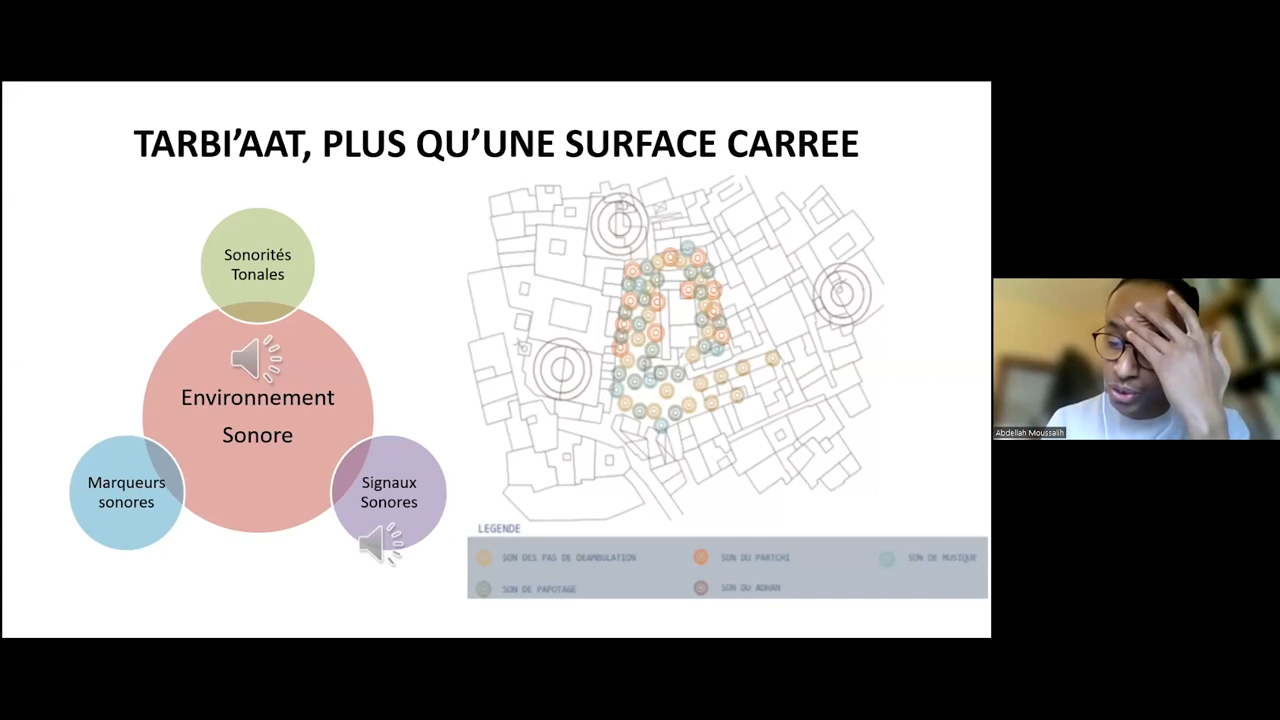 TARBI’AAT, PLUS QU’UNE SURFACE CARREE
Sonorités
Tonales
Environnement
Sonore
Marqueurs
sonores
Signaux
Sonores
LEGENDE
SON DES PAS DE DEAMBULATION
SON DU PARTCHI
SON DE MUSIQUE
SON DE PAPOTAGE
SON DU ADHAN
Abdellah Moussalih